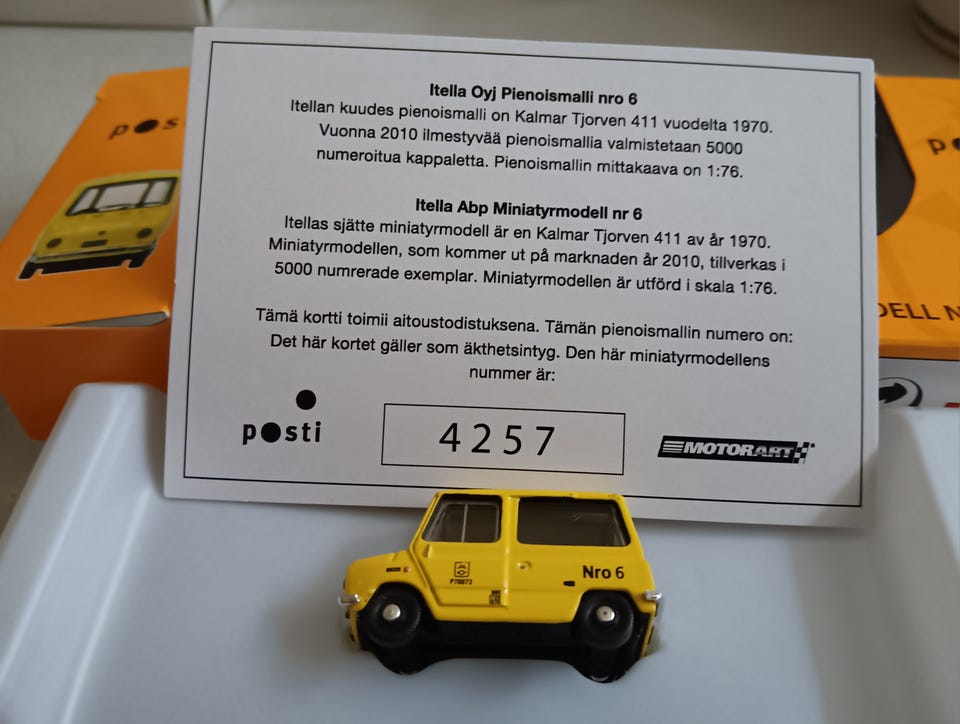 Itella Oyj Pienoismalli nro 6
Itellan kuudes pienoismalli on Kalmar Tjorven 411 vuodelta 1970.
Vuonna 2010 ilmestyvää pienoismallia valmistetaan 5000
numeroitua kappaletta. Pienoismallin mittakaava on 1:76.
Itella Abp Miniatyrmodell nr 6
Itellas sjätte miniatyrmodell är en Kalmar Tjorven 411 av år 1970.
Miniatyrmodellen, som kommer ut på marknaden år 2010, tillverkas i
5000 numrerade exemplar. Miniatyrmodellen är utförd i skala 1:76.
Tämä kortti toimii aitoustodistuksena. Tämän pienoismallin numero on:
Det här kortet gäller som äkthetsintyg. Den här miniatyrmodellens
nummer är:
posti
4257
MOTORART
pos
p
DELL N
P70073
Nro 6